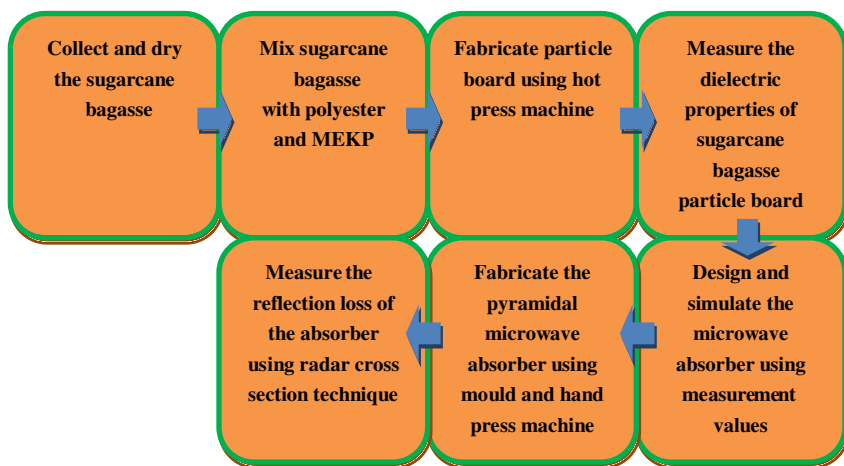 Collect and dry
the sugarcane
bagasse
Mix sugarcane
bagasse
with polyester
and MEKP
Fabricate particle
board using hot
press machine
Measure the
dielectric
properties of
sugarcane
bagasse
particle board
Design and
simulate the
microwave
absorber using
measurement
values
Fabricate the
pyramidal
microwave
absorber using
mould and hand
press machine
Measure the
reflection loss of
the absorber
using radar cross
section technique